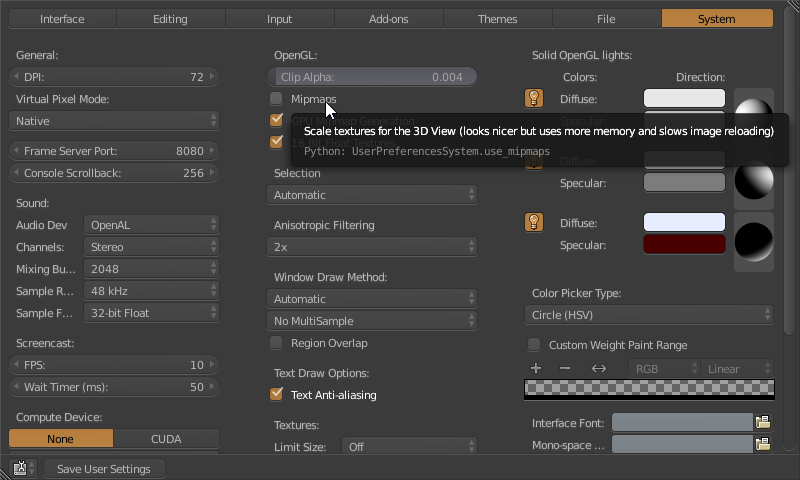 Interface Editing Input Add-ons Themes File System
General:
DPI: 72
Virtual Pixel Mode:
Native
Frame Server Port: 8080
Console Scrollback: 256
Sound:
Audio Dev OpenAL
Channels: Stereo
Mixing Bu... 2048
Sample R... 48 kHz
Sample F... 32-bit Float
Screencast:
FPS: 10
Wait Timer (ms): 50
Compute Device:
None CUDA
OpenGL:
Clip Alpha: 0.004
Mipmaps
GPU Mipmap Generation
16 Bit Float Textures
Scale textures for the 3D View (looks nicer but uses more memory and slows image reloading)
Python: UserPreferencesSystem.use_mipmaps
Selection
Automatic
Anisotropic Filtering
2x
Window Draw Method:
Automatic
No MultiSample
Region Overlap
Text Draw Options:
Text Anti-aliasing
Textures:
Limit Size: Off
Solid OpenGL lights:
Colors: Direction:
Diffuse:
Diffuse:
Specular:
Diffuse:
Specular:
Color Picker Type:
Circle (HSV)
Custom Weight Paint Range
RGB Linear
Interface Font:
Mono-space ...
Save User Settings